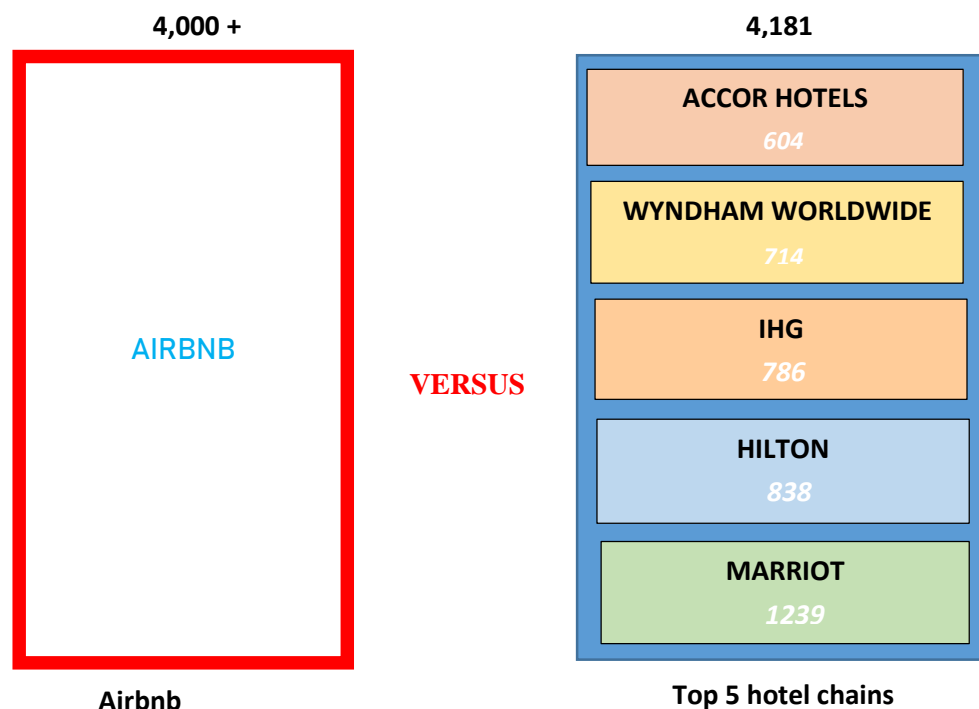 4,000 +
AIRBNB
Airbnb
VERSUS
4,181
ACCOR HOTELS
604
WYNDHAM WORLDWIDE
714
IHG
786
HILTON
838
MARRIOT
1239
Top 5 hotel chains